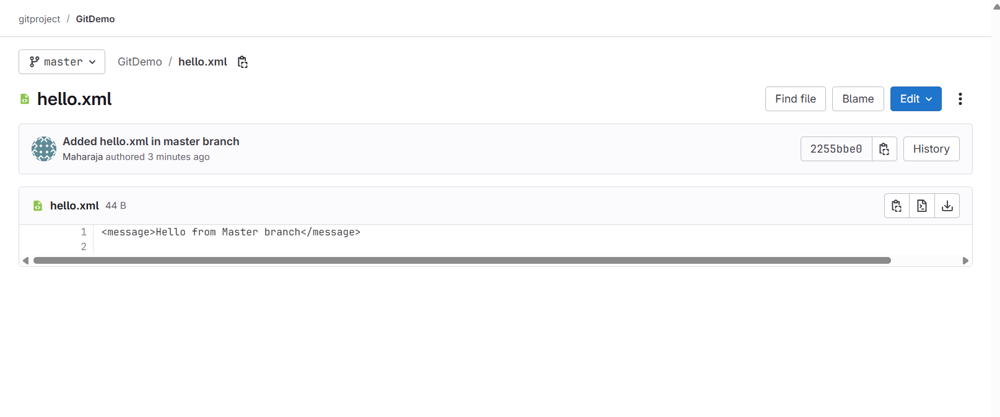 gitproject / GitDemo
master GitDemo / hello.xml
hello.xml Find file Blame Edit
Added hello.xml in master branch
Maharaja authored 3 minutes ago
2255bbe0 History
hello.xml 44 B
1 <message>Hello from Master branch</message>
2